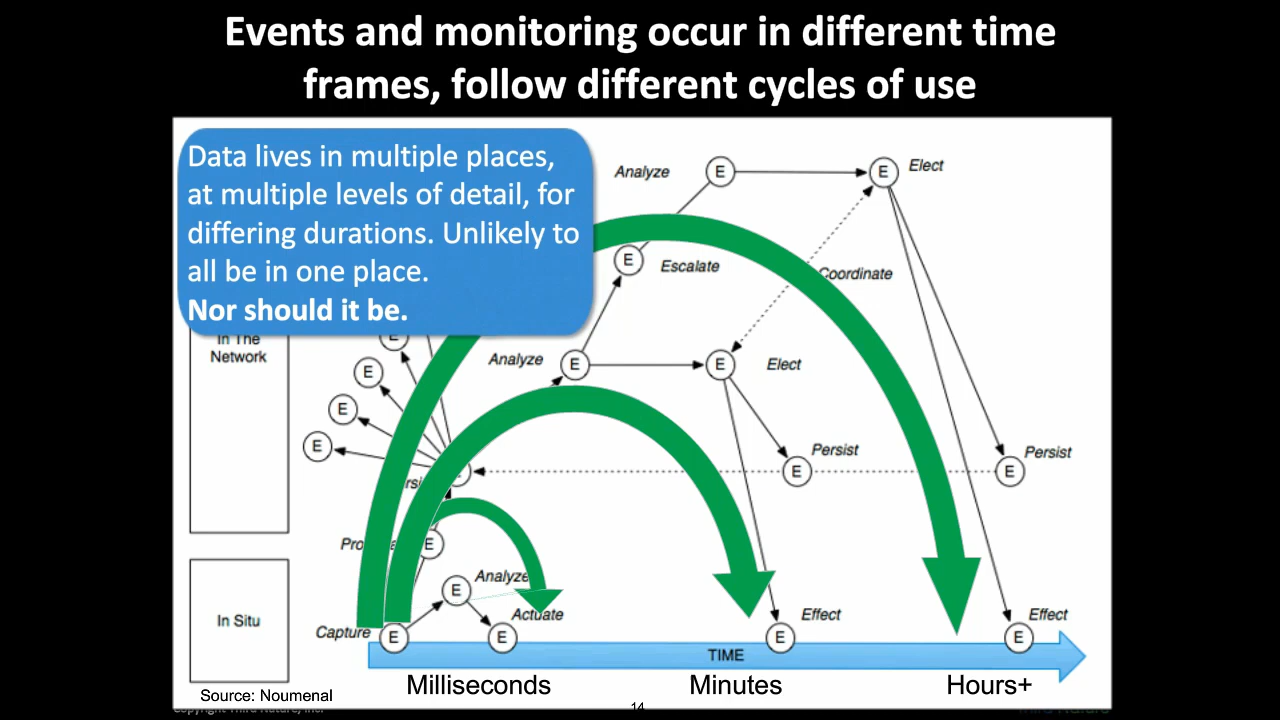 Events and monitoring occur in different time
frames, follow different cycles of use
Data lives in multiple places,
at multiple levels of detail, for
differing durations. Unlikely to
all be in one place.
Nor should it be.
Analyze
E
E
Elect
E
Escalate
Coordinate
In The
Network
E
E
E
E
Analyze
E
E
Elect
E
Persist
E
Persist
E
E
Analyze
Actuate
In Situ
Capture
E
E
E
Effect
E
Effect
TIME
Source: Noumenal
Milliseconds
Minutes
Hours+
14